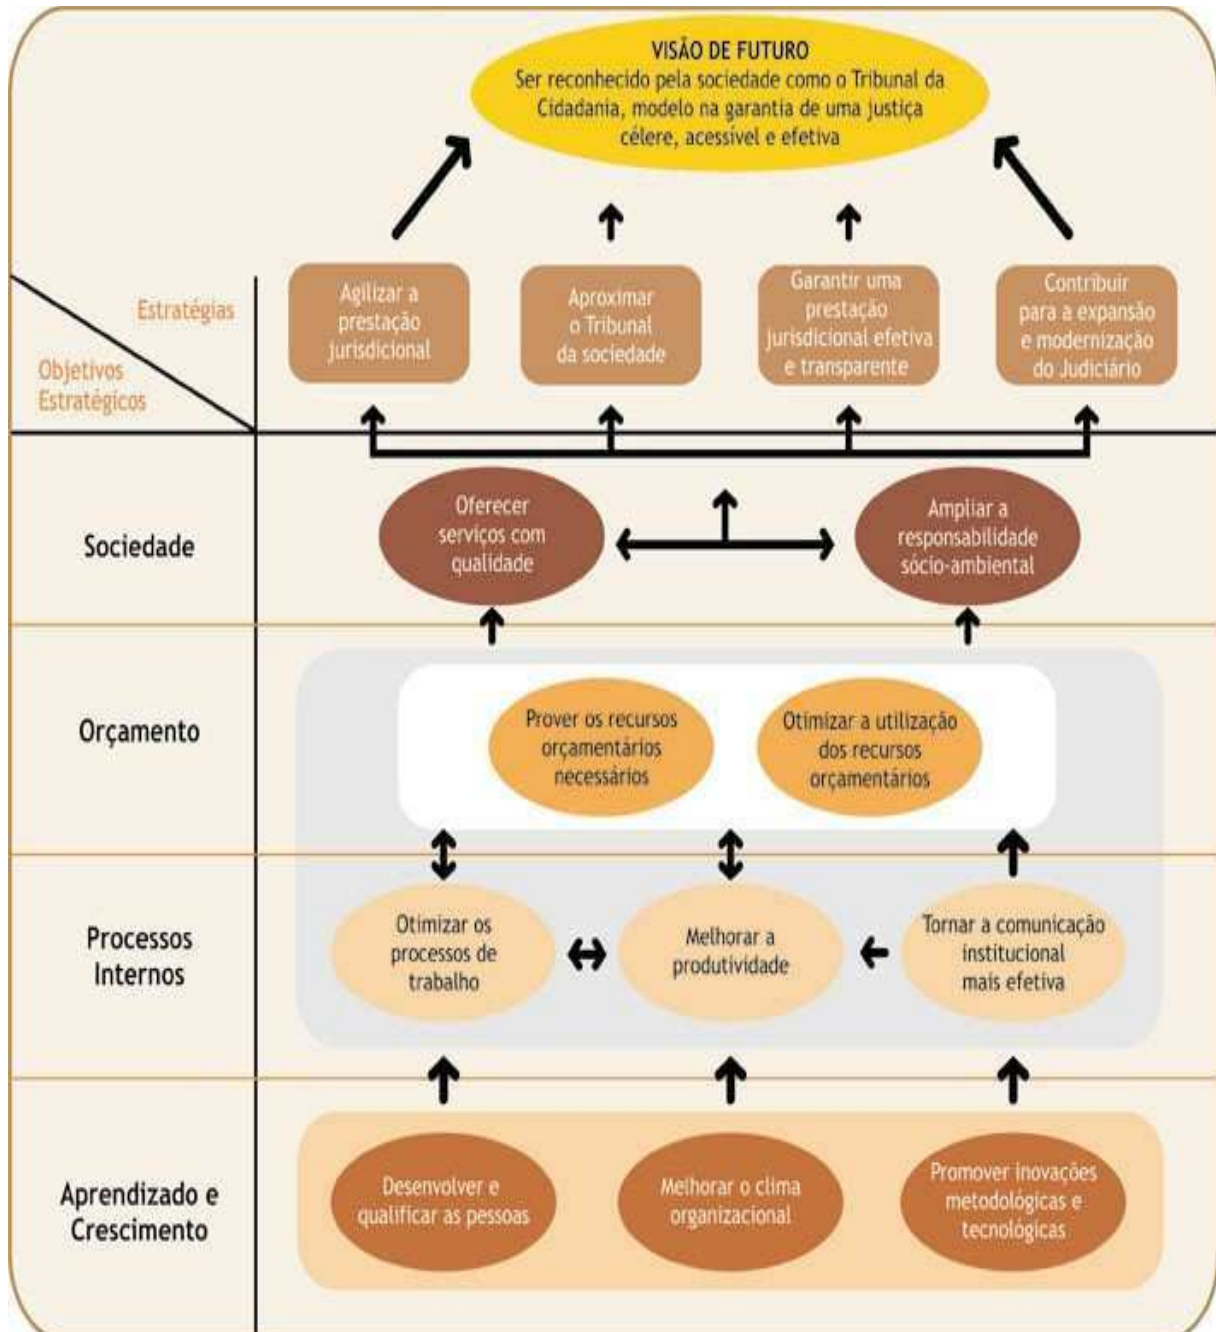 VISÃO DE FUTURO
Ser reconhecido pela sociedade como o Tribunal da
Cidadania, modelo na garantia de uma justiça
célere, acessível e efetiva
Estratégias
Objetivos
Estratégicos
Agilizar a
prestação
jurisdicional
Aproximar
o Tribunal
da sociedade
Garantir uma
prestação
jurisdicional efetiva
e transparente
Contribuir
para a expansão
e modernização
do Judiciário
Sociedade
Oferecer
serviços com
qualidade
Ampliar a
responsabilidade
sócio-ambiental
Orçamento
Prover os recursos
orçamentários
necessários
Otimizar a utilização
dos recursos
orçamentários
Processos
Internos
Otimizar os
processos de
trabalho
Melhorar a
produtividade
Tornar a comunicação
institucional
mais efetiva
Aprendizado e
Crescimento
Desenvolver e
qualificar as pessoas
Melhorar o clima
organizacional
Promover inovações
metodológicas e
tecnológicas